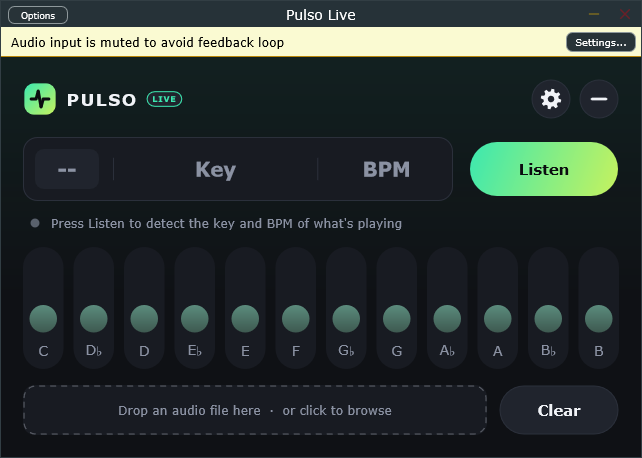 Options Pulso Live
Audio input is muted to avoid feedback loop Settings...
PULSO LIVE
-- Key BPM Listen
Press Listen to detect the key and BPM of what's playing
C D♭ D E♭ E F G♭ G A♭ A B♭ B
Drop an audio file here · or click to browse Clear